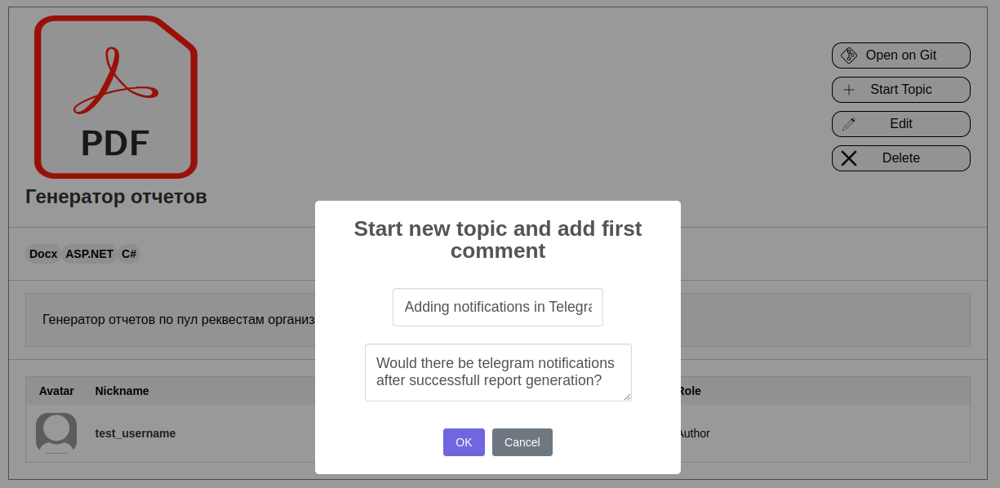 PDF
Open on Git
Start Topic
Edit
Delete
Генератор отчетов
Start new topic and add first
comment
Docx ASP.NET C#
Adding notifications in Telegra
Генератор отчетов по пул реквестам организ
Would there be telegram notifications
after successfull report generation?
Avatar Nickname Role
test_username Author
OK Cancel